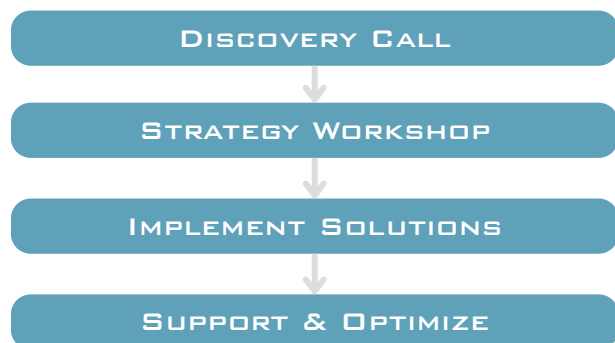 Discovery Call
Strategy Workshop
Implement Solutions
Support & Optimize